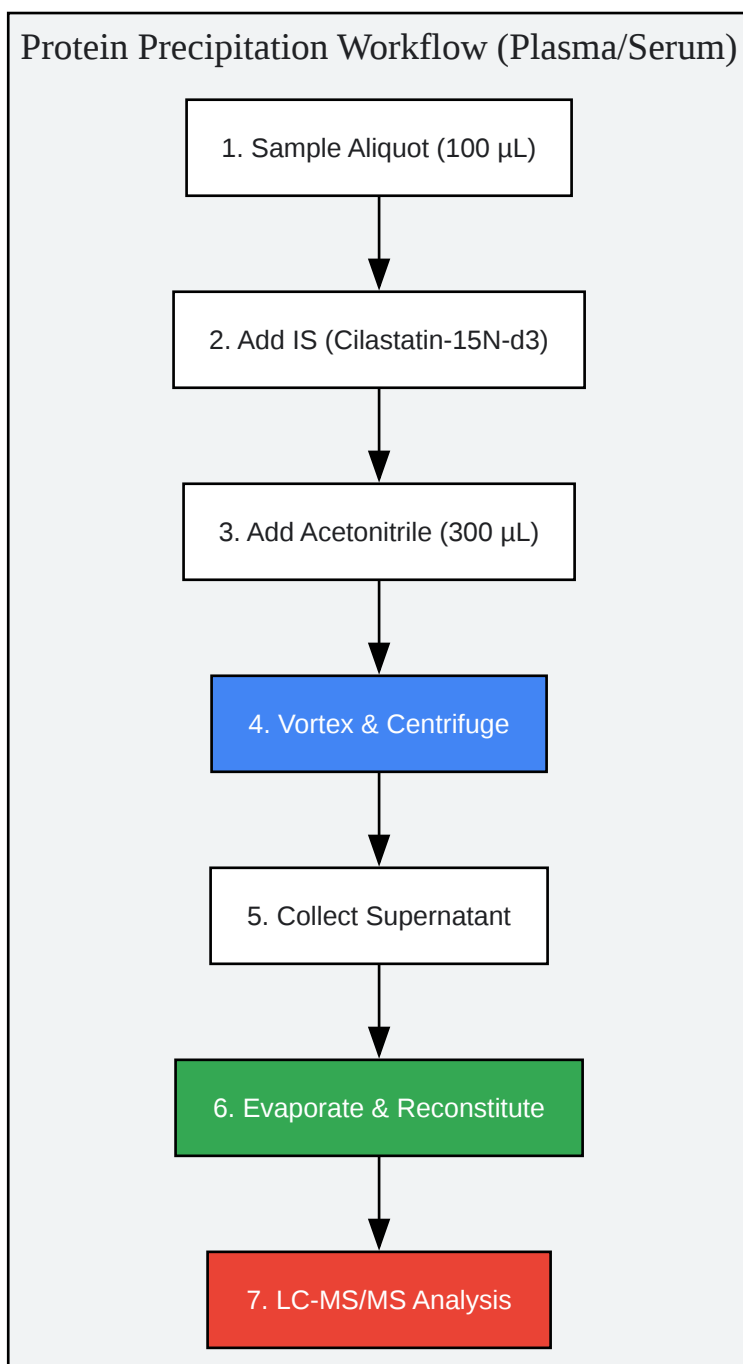 Protein Precipitation Workflow (Plasma/Serum)
1. Sample Aliquot (100 µL)
2. Add IS (Cilastatin-15N-d3)
3. Add Acetonitrile (300 µL)
4. Vortex & Centrifuge
5. Collect Supernatant
6. Evaporate & Reconstitute
7. LC-MS/MS Analysis